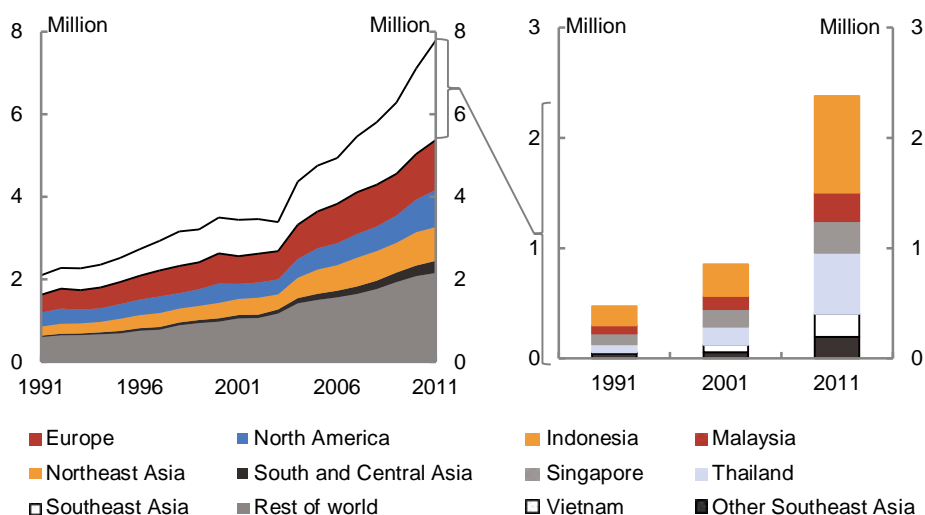 Million Million
8 8
6 6
4 4
2 2
0 0
1991 1996 2001 2006 2011
Europe North America
Northeast Asia South and Central Asia
Southeast Asia Rest of world
Million Million
3 3
2 2
1 1
0 0
1991 2001 2011
Indonesia Malaysia
Singapore Thailand
Vietnam Other Southeast Asia